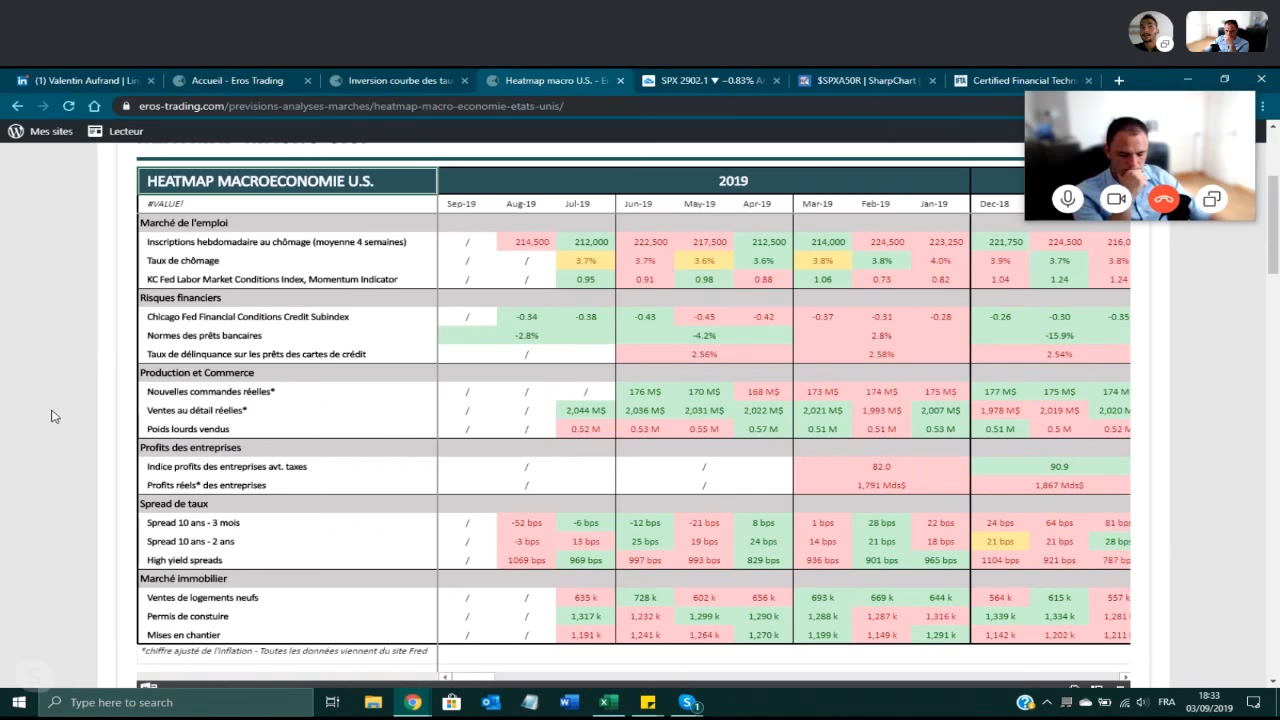 (1) Valentin Aufrand | Lin
Accueil - Eros Trading
Inversion courbe des tau
Heatmap macro U.S. - E
SPX 2902.1 ▼ −0.83% A
$SPXA50R | SharpChart
Certified Financial Techn
eros-trading.com/previsions-analyses-marches/heatmap-macro-economie-etats-unis/
Mes sites Lecteur
HEATMAP MACROECONOMIE U.S. 2019
#VALUE! Sep-19 Aug-19 Jul-19 Jun-19 May-19 Apr-19 Mar-19 Feb-19 Jan-19 Dec-18
Marché de l'emploi
Inscriptions hebdomadaire au chômage (moyenne 4 semaines) / 214,500 212,000 222,500 217,500 212,500 214,000 224,500 223,250 221,750 224,500 216,0
Taux de chômage / / 3.7% 3.7% 3.6% 3.6% 3.8% 3.8% 4.0% 3.9% 3.7% 3.8%
KC Fed Labor Market Conditions Index, Momentum Indicator / / 0.95 0.91 0.98 0.88 1.06 0.73 0.82 1.04 1.24 1.24
Risques financiers
Chicago Fed Financial Conditions Credit Subindex / -0.34 -0.38 -0.43 -0.45 -0.42 -0.37 -0.31 -0.28 -0.26 -0.30 -0.35
Normes des prêts bancaires -2.8% -4.2% 2.8% -15.9%
Taux de délinquance sur les prêts des cartes de crédit / 2.56% 2.58% 2.54%
Production et Commerce
Nouvelles commandes réelles* / / / 176 M$ 170 M$ 168 M$ 173 M$ 174 M$ 175 M$ 177 M$ 175 M$ 174 M
Ventes au détail réelles* / / 2,044 M$ 2,036 M$ 2,031 M$ 2,022 M$ 2,021 M$ 1,993 M$ 2,007 M$ 1,978 M$ 2,019 M$ 2,020 M
Poids lourds vendus / / 0.52 M 0.53 M 0.55 M 0.57 M 0.51 M 0.51 M 0.53 M 0.51 M 0.5 M 0.52 M
Profits des entreprises
Indice profits des entreprises avt. taxes / / 82.0 90.9
Profits réels* des entreprises / / 1,791 Mds$ 1,867 Mds$
Spread de taux
Spread 10 ans - 3 mois / -52 bps -6 bps -12 bps -21 bps 8 bps 1 bps 28 bps 22 bps 24 bps 64 bps 81 bps
Spread 10 ans - 2 ans / -3 bps 13 bps 25 bps 19 bps 24 bps 14 bps 21 bps 18 bps 21 bps 21 bps 28 bps
High yield spreads / 1069 bps 969 bps 997 bps 993 bps 829 bps 936 bps 901 bps 965 bps 1104 bps 921 bps 787 bps
Marché immobilier
Ventes de logements neufs / / 635 k 728 k 602 k 656 k 693 k 669 k 644 k 564 k 615 k 557 k
Permis de constuire / / 1,317 k 1,232 k 1,299 k 1,290 k 1,288 k 1,287 k 1,316 k 1,339 k 1,334 k 1,281
Mises en chantier / / 1,191 k 1,241 k 1,264 k 1,270 k 1,199 k 1,149 k 1,291 k 1,142 k 1,202 k 1,211
*chiffre ajusté de l'inflation - Toutes les données viennent du site Fred
Type here to search
FRA
18:33
03/09/2019